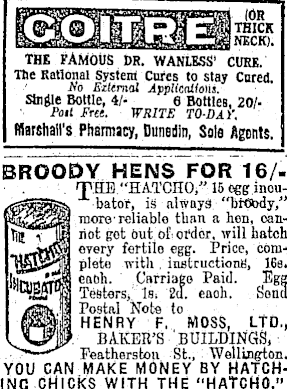 GOITRE (OR
THICK
NECK).
THE FAMOUS DR. WANLESS' CURE.
The Rational System Cures to stay Cured.
No External Applications.
Single Bottle, 4/- 6 Bottles, 20/-
Post Free. WRITE TO-DAY.
Marshall's Pharmacy, Dunedin, Sole Agents.
BROODY HENS FOR 16/-
THE "HATCHO," 15 egg incu-
bator, is always "broody,"
more reliable than a hen, can-
not get out of order, will hatch
every fertile egg. Price, com-
plete with instructions, 16s.
each. Carriage Paid. Egg
Testers, 1s. 2d. each. Send
Postal Note to
HENRY F. MOSS, LTD.,
BAKER'S BUILDINGS,
Featherston St., Wellington.
YOU CAN MAKE MONEY BY HATCH-
ING CHICKS WITH THE "HATCHO."
THE
"HATCHO"
INCUBATOR